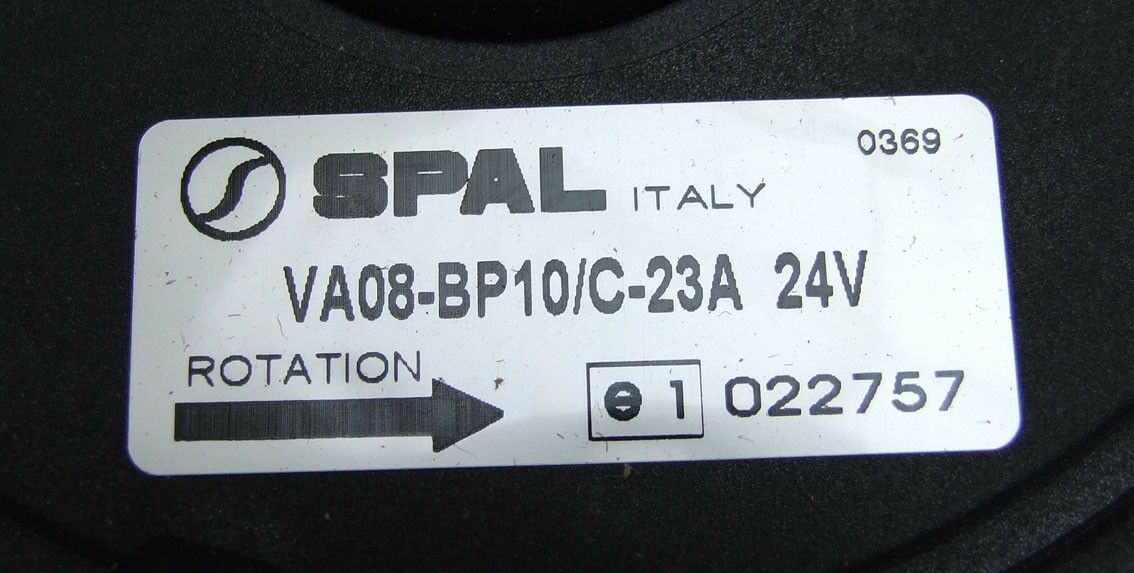 SPAL ITALY 0369
VA08-BP10/C-23A 24V
ROTATION
e 1 022757